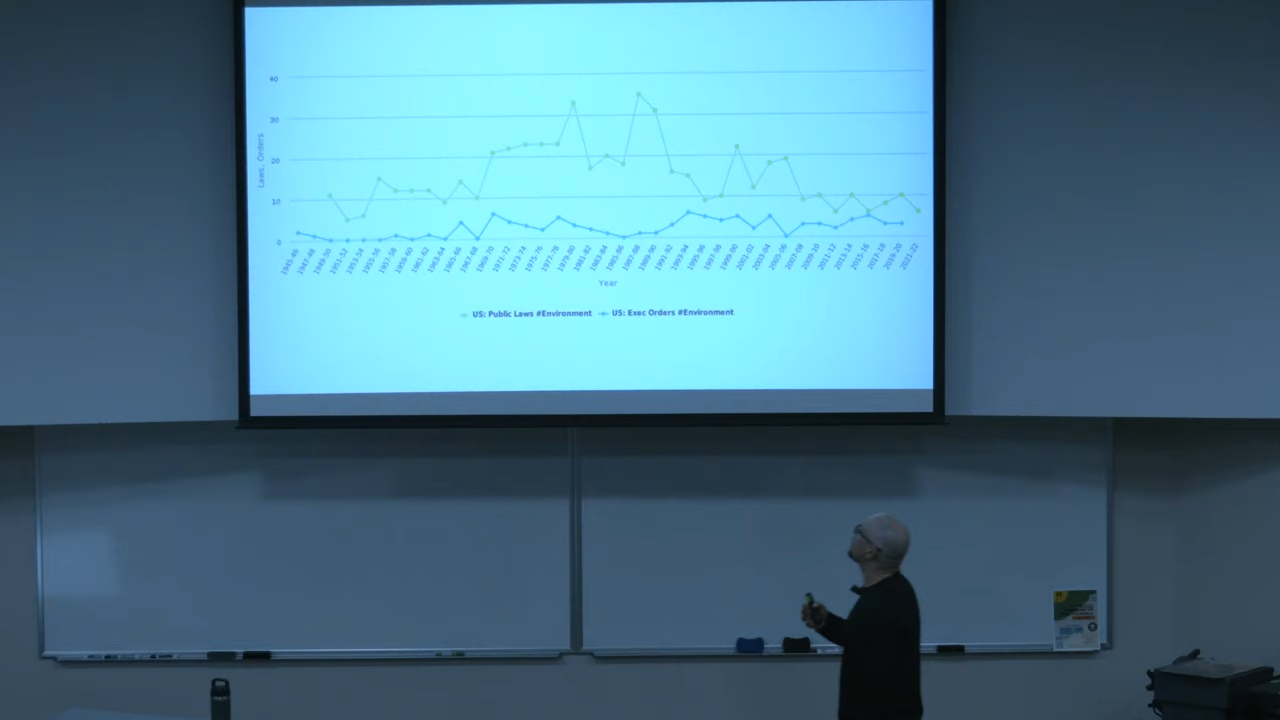 40
30
20
10
0
Laws, Orders
1945-46 1947-48 1949-50 1951-52 1953-54 1955-56 1957-58 1959-60 1961-62 1963-64 1965-66 1967-68 1969-70 1971-72 1973-74 1975-76 1977-78 1979-80 1981-82 1983-84 1985-86 1987-88 1989-90 1991-92 1993-94 1995-96 1997-98 1999-00 2001-02 2003-04 2005-06 2007-08 2009-10 2011-12 2013-14 2015-16 2017-18 2019-20 2021-22
Year
US: Public Laws #Environment US: Exec Orders #Environment